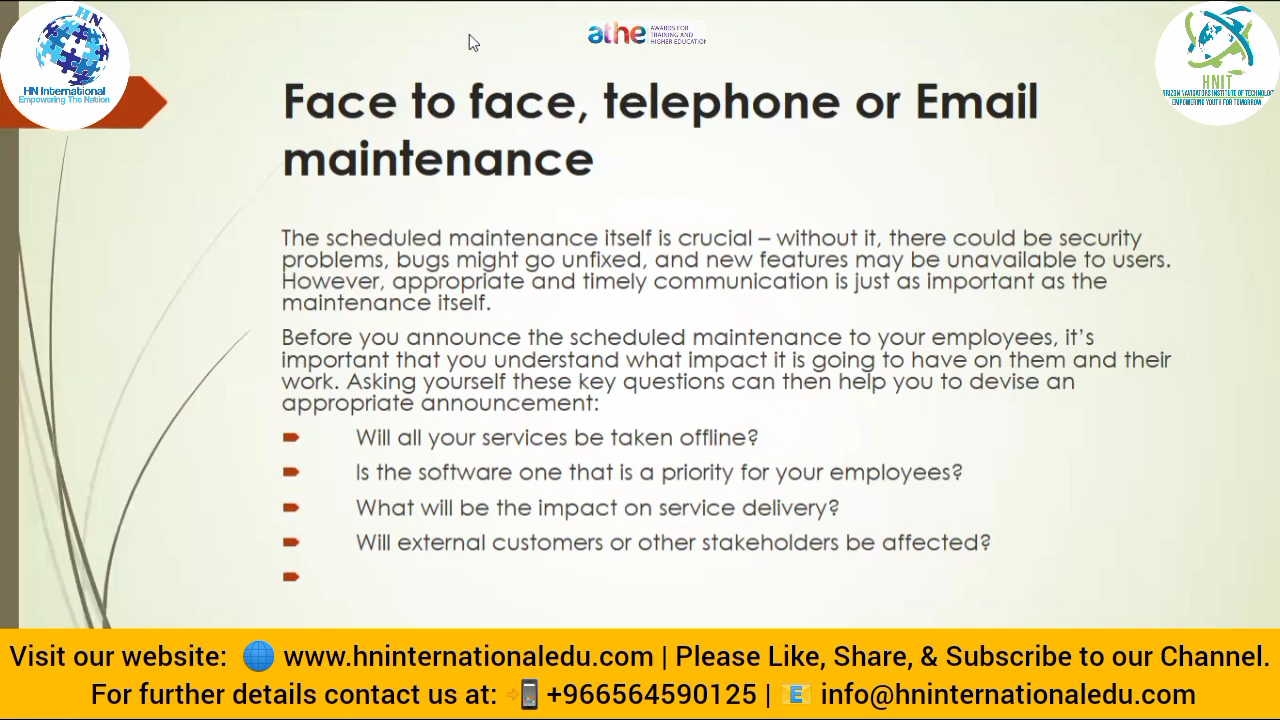 HN
HN International
Empowering The Nation
athe
AWARDS FOR
TRAINING AND
HIGHER EDUCATION
HNIT
EMPOWERING YOUTH FOR TOMORROW
Face to face, telephone or Email
maintenance
The scheduled maintenance itself is crucial – without it, there could be security
problems, bugs might go unfixed, and new features may be unavailable to users.
However, appropriate and timely communication is just as important as the
maintenance itself.
Before you announce the scheduled maintenance to your employees, it’s
important that you understand what impact it is going to have on them and their
work. Asking yourself these key questions can then help you to devise an
appropriate announcement:
Will all your services be taken offline?
Is the software one that is a priority for your employees?
What will be the impact on service delivery?
Will external customers or other stakeholders be affected?
Visit our website: www.hninternationaledu.com | Please Like, Share, & Subscribe to our Channel.
For further details contact us at: +966564590125 | info@hninternationaledu.com